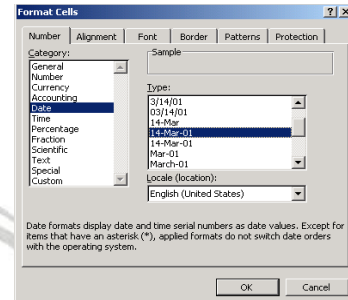 Format Cells
Number Alignment Font Border Patterns Protection
Category:
General
Number
Currency
Accounting
Date
Time
Percentage
Fraction
Scientific
Text
Special
Custom
Sample
Type:
3/14/01
03/14/01
14-Mar
14-Mar-01
14-Mar-01
Mar-01
March-01
Locale (location):
English (United States)
Date formats display date and time serial numbers as date values. Except for
items that have an asterisk (*), applied formats do not switch date orders
with the operating system.
OK Cancel